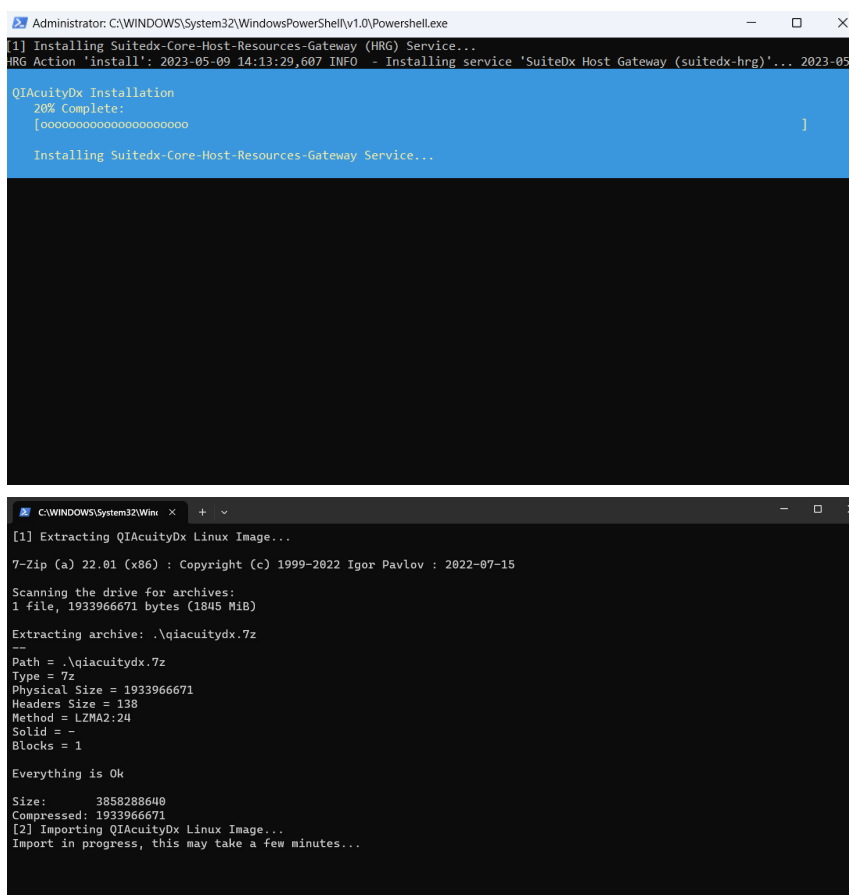 Administrator: C:\WINDOWS\System32\WindowsPowerShell\v1.0\Powershell.exe
[1] Installing Suitedx-Core-Host-Resources-Gateway (HRG) Service...
HRG Action 'install': 2023-05-09 14:13:29,607 INFO  - Installing service 'SuiteDx Host Gateway (suitedx-hrg)'... 2023-05
QIAcuityDx Installation
20% Complete:
[ooooooooooooooooooooo ]
Installing Suitedx-Core-Host-Resources-Gateway Service...
C:\WINDOWS\System32\Wind
[1] Extracting QIAcuityDx Linux Image...
7-Zip (a) 22.01 (x86) : Copyright (c) 1999-2022 Igor Pavlov : 2022-07-15
Scanning the drive for archives:
1 file, 1933966671 bytes (1845 MiB)
Extracting archive: .\qiacuitydx.7z
--
Path = .\qiacuitydx.7z
Type = 7z
Physical Size = 1933966671
Headers Size = 138
Method = LZMA2:24
Solid = -
Blocks = 1
Everything is Ok
Size:       3858288640
Compressed: 1933966671
[2] Importing QIAcuityDx Linux Image...
Import in progress, this may take a few minutes...